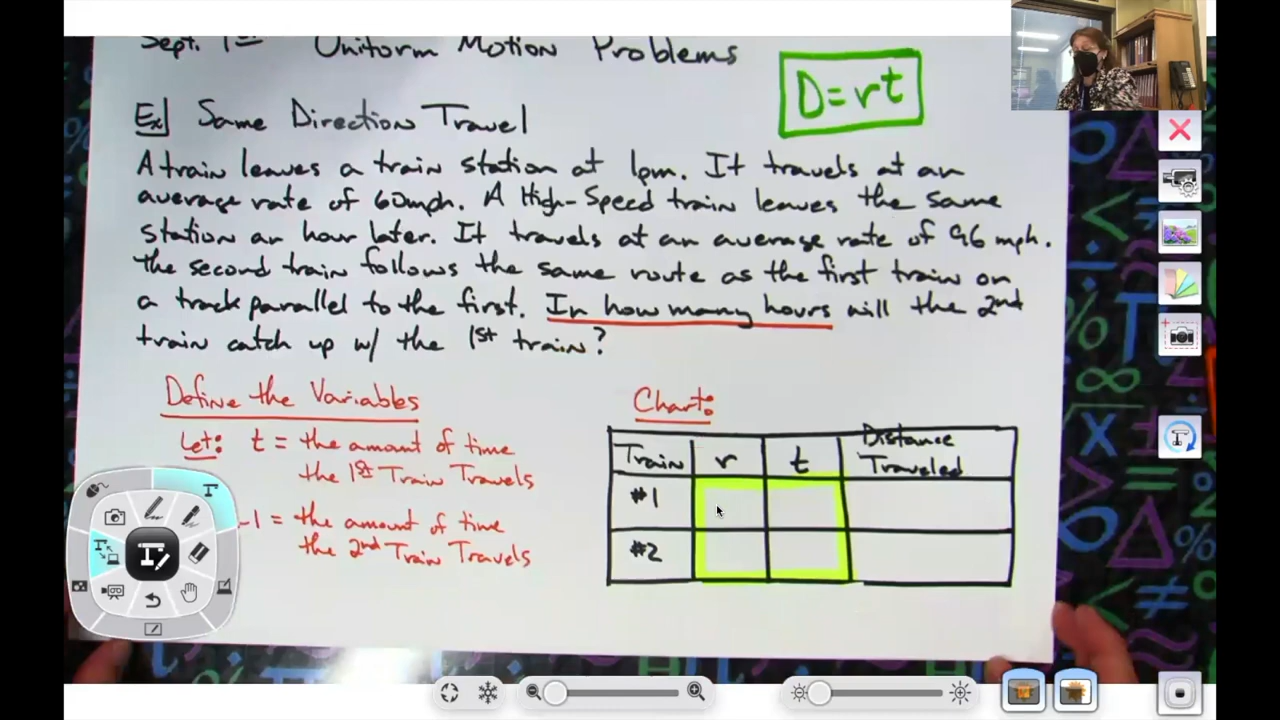 Sept. 1st Uniform Motion Problems
D=rt
Ex Same Direction Travel
A train leaves a train station at 1pm. It travels at an
average rate of 60mph. A High-Speed train leaves the same
station an hour later. It travels at an average rate of 96 mph.
The second train follows the same route as the first train on
a track parallel to the first. In how many hours will the 2nd
train catch up w/ the 1st train?
Define the Variables
Let: t = the amount of time
the 1st Train Travels
-1 = the amount of time
the 2nd Train Travels
Chart:
Train r t Distance Traveled
#1
#2